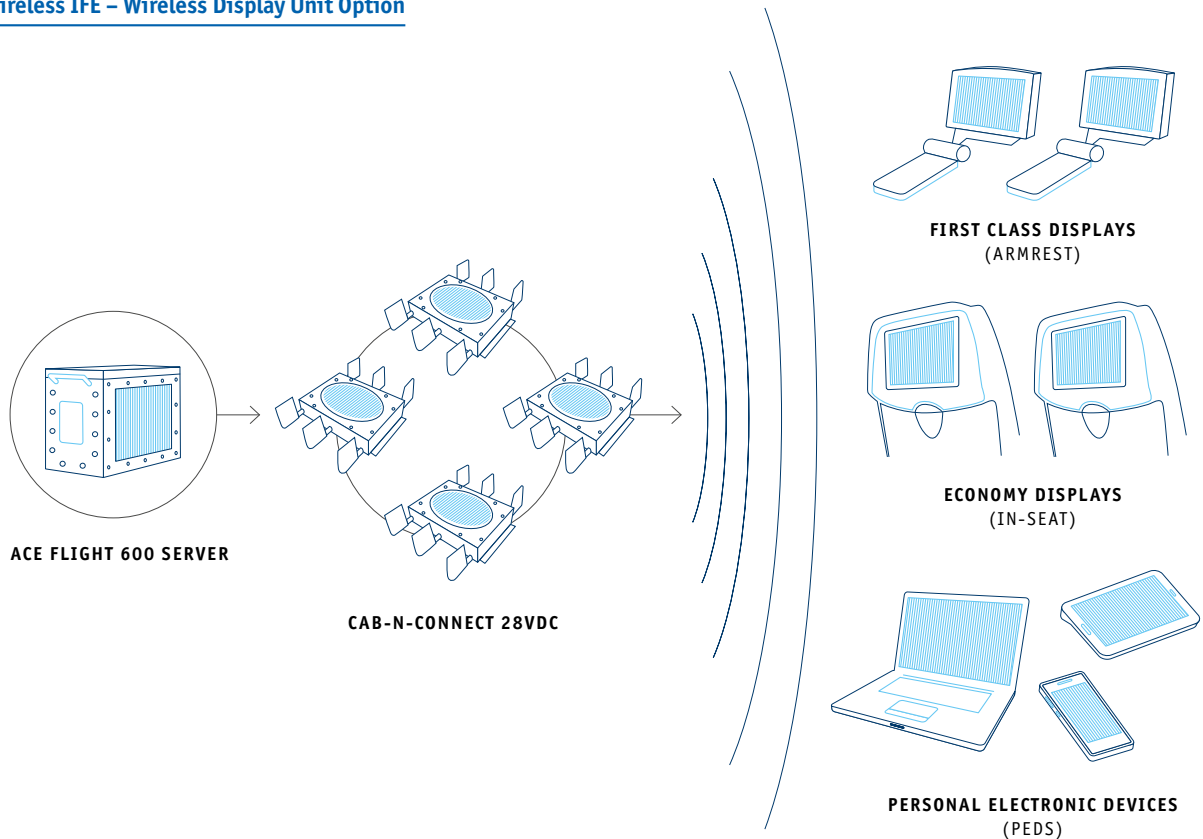 ireless IFE – Wireless Display Unit Option
FIRST CLASS DISPLAYS
(ARMREST)
ACE FLIGHT 600 SERVER
CAB-N-CONNECT 28VDC
ECONOMY DISPLAYS
(IN-SEAT)
PERSONAL ELECTRONIC DEVICES
(PEDS)